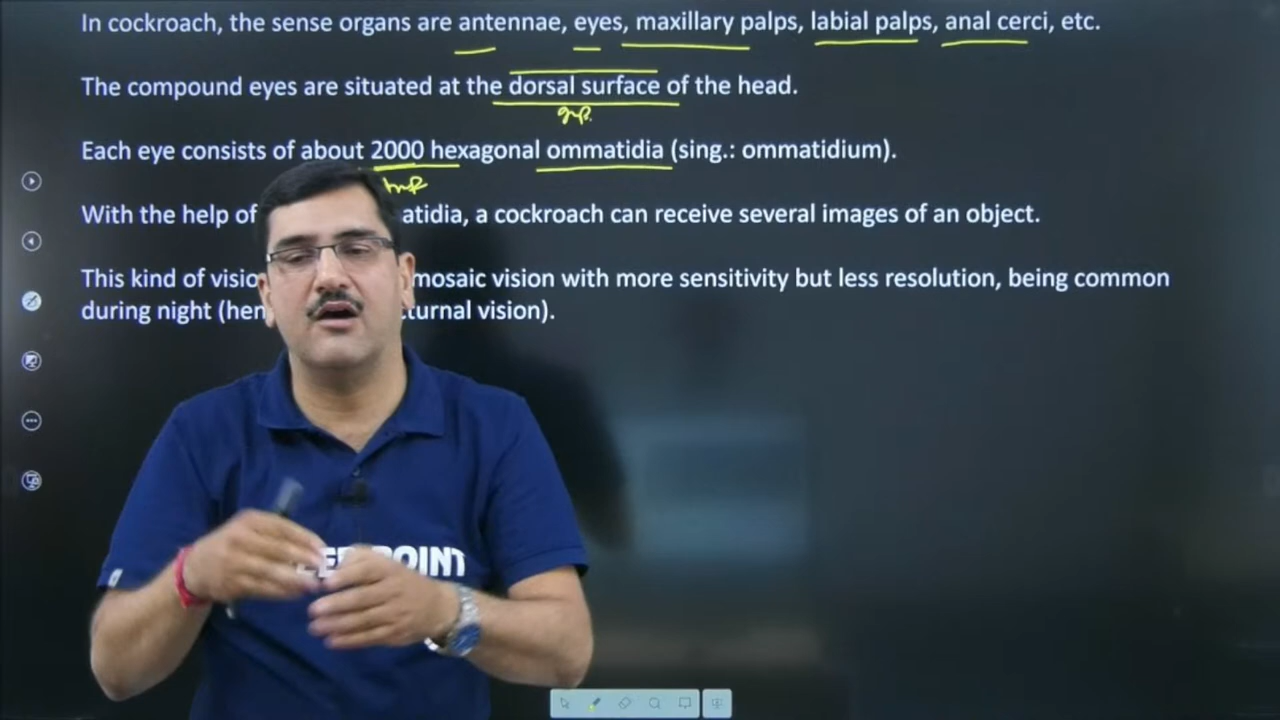 In cockroach, the sense organs are antennae, eyes, maxillary palps, labial palps, anal cerci, etc.
The compound eyes are situated at the dorsal surface of the head.
Each eye consists of about 2000 hexagonal ommatidia (sing.: ommatidium).
With the help of atidia, a cockroach can receive several images of an object.
This kind of mosaic vision with more sensitivity but less resolution, being common
during night vision).
POINT